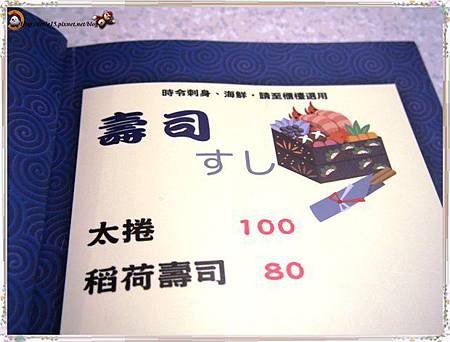 時令刺身、海鮮，請至櫃檯選用
壽司
すし
太捲 100
稻荷壽司 80